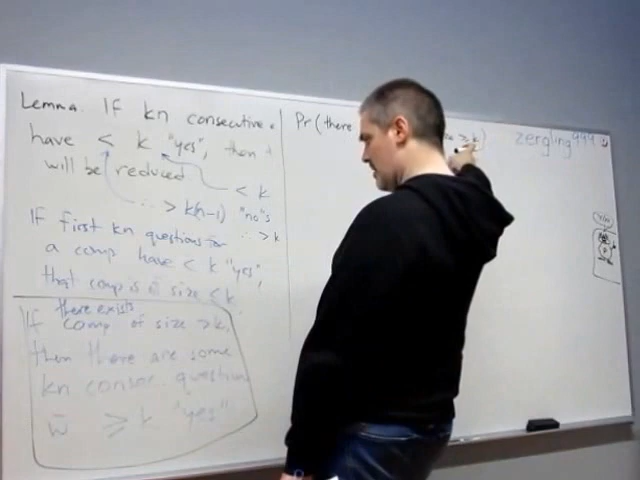 Lemma. If kn consecutive
have < k "yes", then
will be reduced
< k
∴ > k(n-1) "no"s
∴ > k
If first kn questions for
a comp have < k "yes",
that comp is of size < k.
there exists
If comp of size > k,
then there are some
kn consec. question
w ≥ k "yes"
Pr(there
≥ k)
zergling999